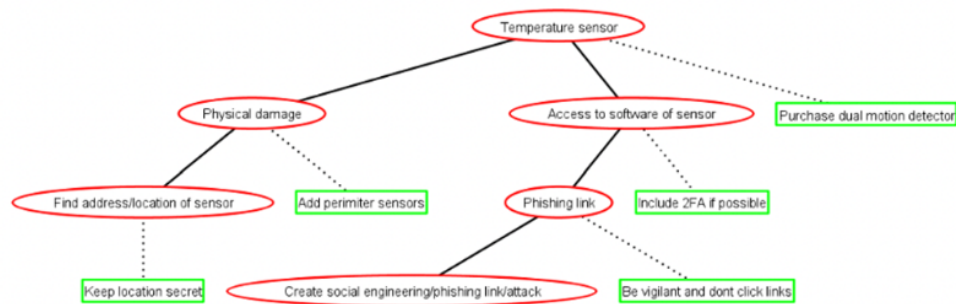 Temperature sensor
Physical damage
Access to software of sensor
Purchase dual motion detector
Find address/location of sensor
Add perimiter sensors
Phishing link
Include 2FA if possible
Keep location secret
Create social engineering/phishing link/attack
Be vigilant and dont click links